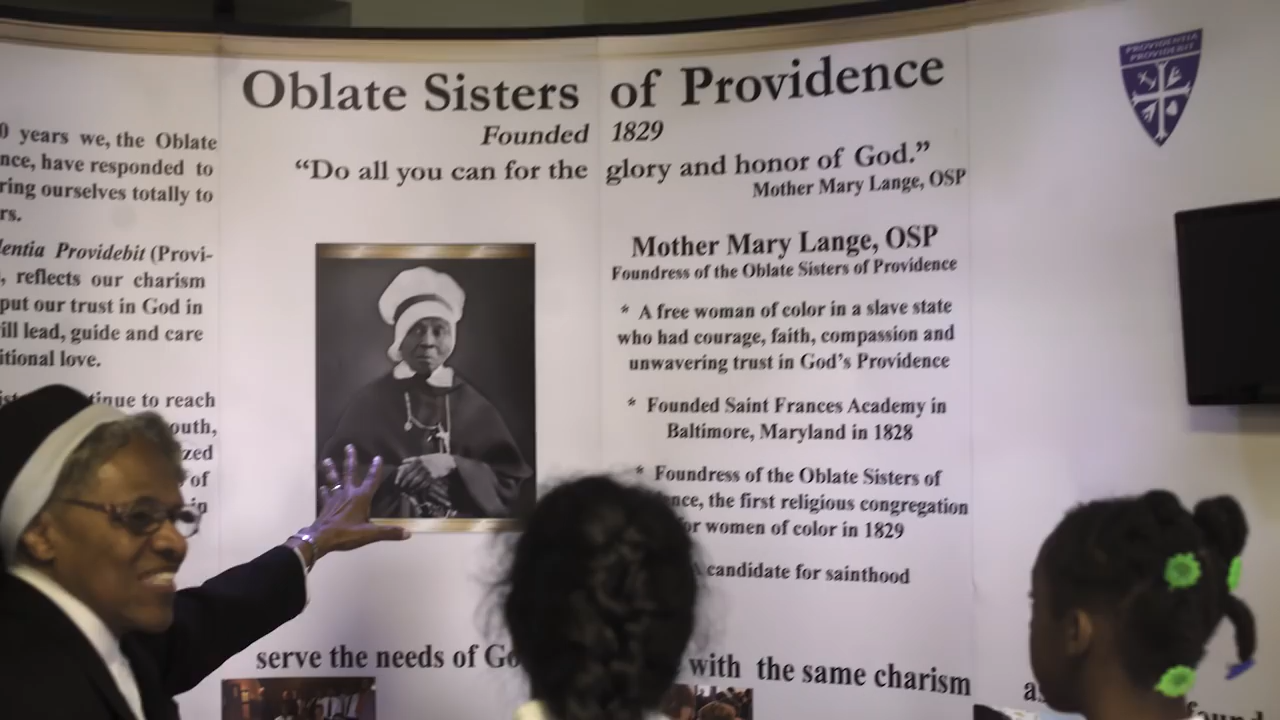 Oblate Sisters of Providence
Founded 1829
“Do all you can for the glory and honor of God.”
Mother Mary Lange, OSP
PROVIDENTIA
PROVIDEBIT
0 years we, the Oblate
nce, have responded to
ring ourselves totally to
rs.
lentia Providebit (Provi-
, reflects our charism
put our trust in God in
ill lead, guide and care
itional love.
tinue to reach
outh,
zed
of
in
Mother Mary Lange, OSP
Foundress of the Oblate Sisters of Providence
* A free woman of color in a slave state
who had courage, faith, compassion and
unwavering trust in God’s Providence
* Founded Saint Frances Academy in
Baltimore, Maryland in 1828
* Foundress of the Oblate Sisters of
nce, the first religious congregation
or women of color in 1829
candidate for sainthood
serve the needs of Go with the same charism